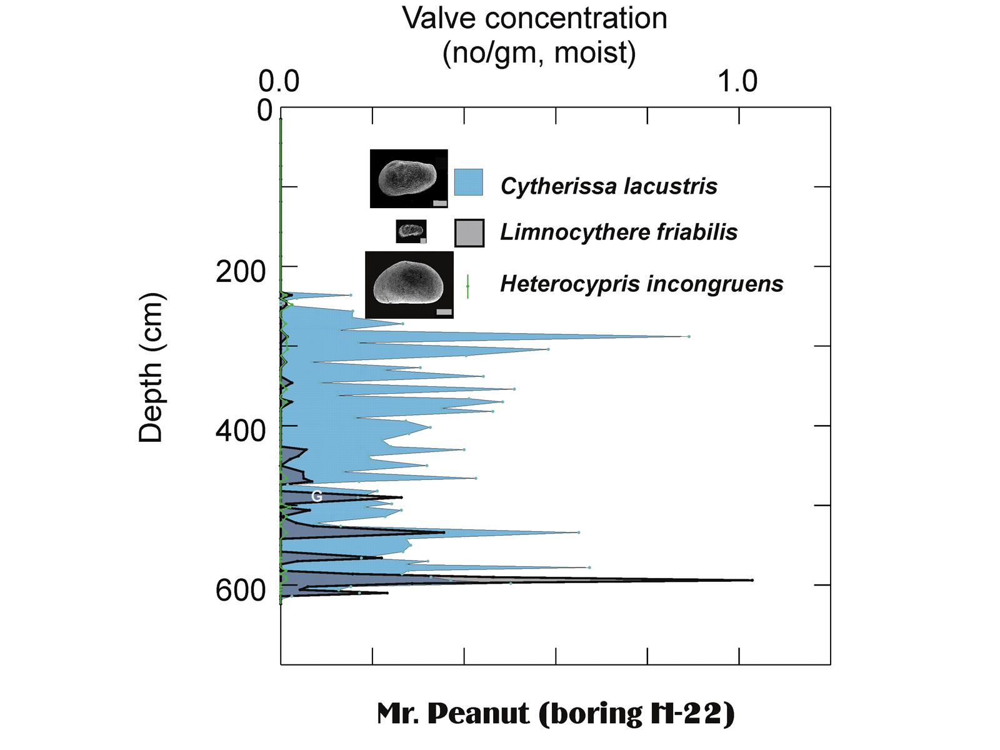 Valve concentration
(no/gm, moist)
0.0 1.0
0
Cytherissa lacustris
Limnocythere friabilis
200
Heterocypris incongruens
Depth (cm)
400
G
600
Mr. Peanut (boring H-22)